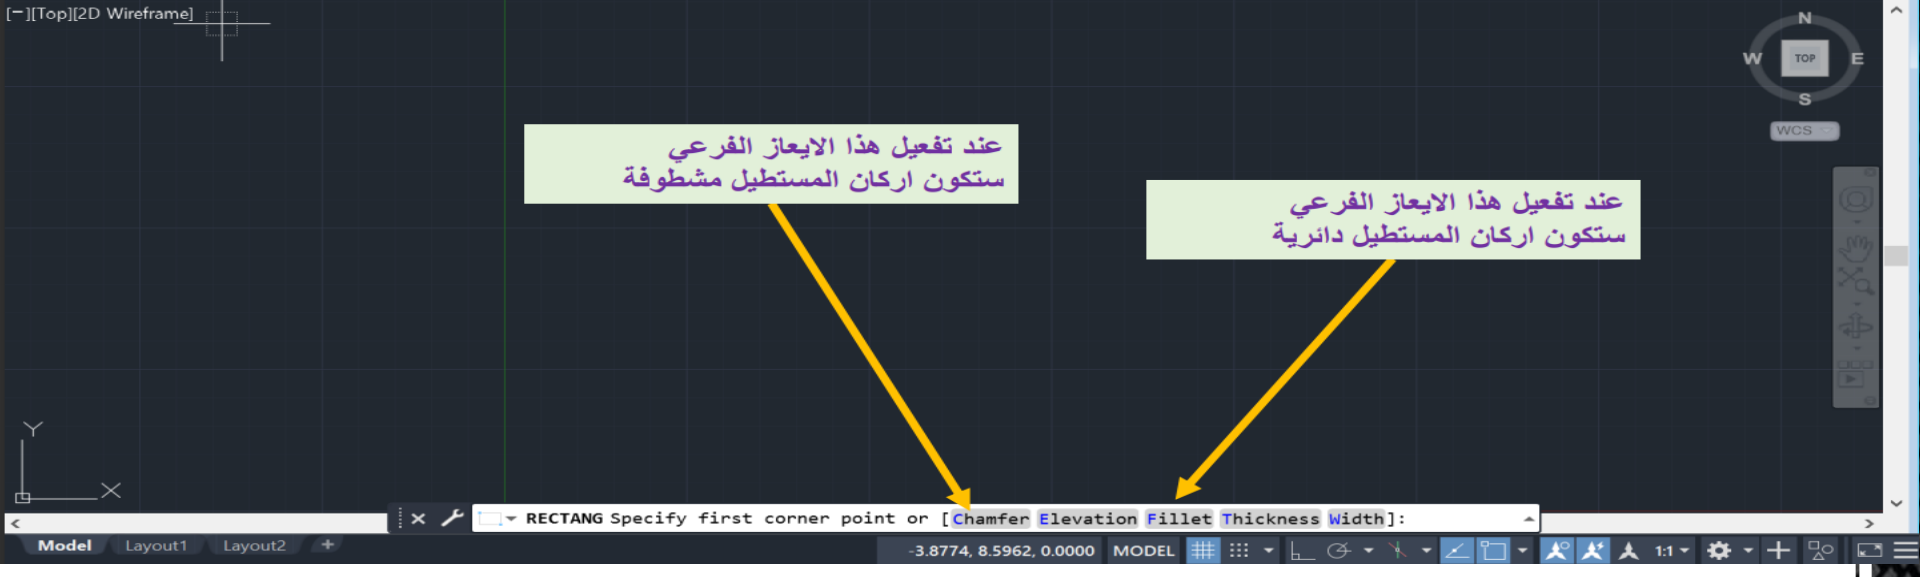 [−][Top][2D Wireframe]
N
W TOP E
S
WCS
عند تفعيل هذا الايعاز الفرعي
ستكون اركان المستطيل مشطوفة
عند تفعيل هذا الايعاز الفرعي
ستكون اركان المستطيل دائرية
Y
X
RECTANG Specify first corner point or [Chamfer Elevation Fillet Thickness Width]:
Model Layout1 Layout2 +
-3.8774, 8.5962, 0.0000 MODEL 1:1